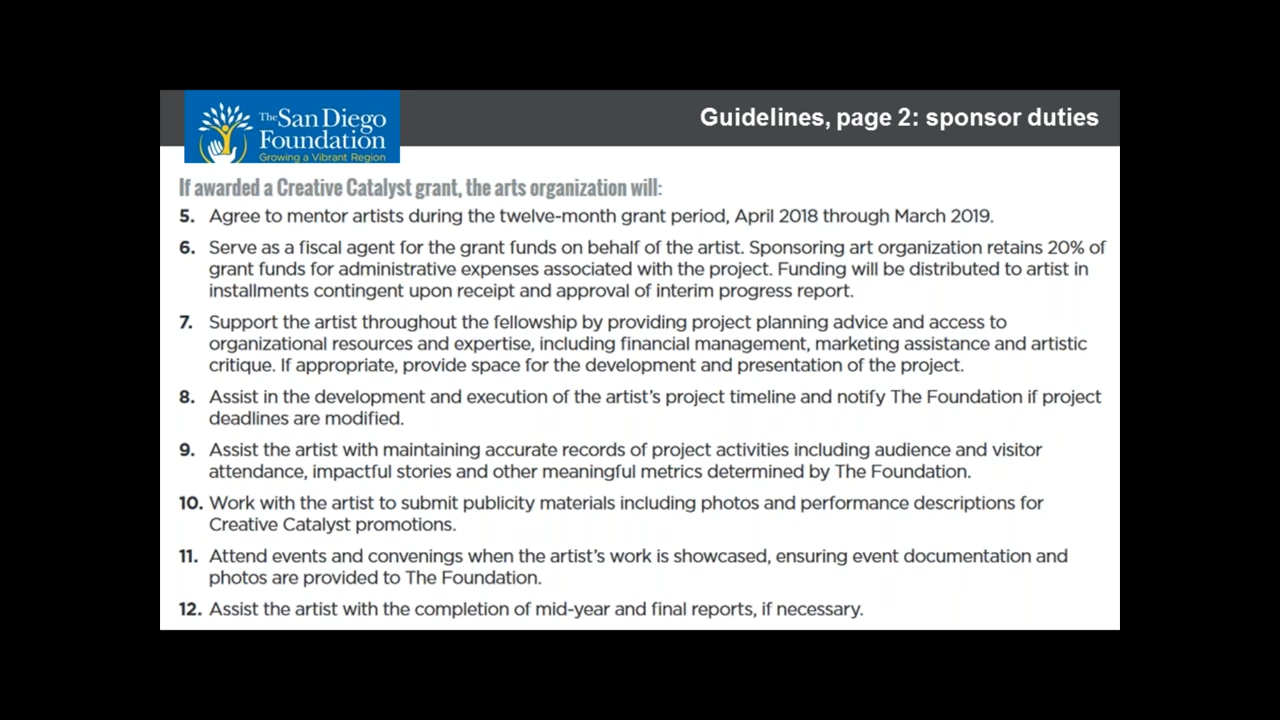 The San Diego
Foundation
Growing a Vibrant Region
Guidelines, page 2: sponsor duties
If awarded a Creative Catalyst grant, the arts organization will:
5. Agree to mentor artists during the twelve-month grant period, April 2018 through March 2019.
6. Serve as a fiscal agent for the grant funds on behalf of the artist. Sponsoring art organization retains 20% of
grant funds for administrative expenses associated with the project. Funding will be distributed to artist in
installments contingent upon receipt and approval of interim progress report.
7. Support the artist throughout the fellowship by providing project planning advice and access to
organizational resources and expertise, including financial management, marketing assistance and artistic
critique. If appropriate, provide space for the development and presentation of the project.
8. Assist in the development and execution of the artist's project timeline and notify The Foundation if project
deadlines are modified.
9. Assist the artist with maintaining accurate records of project activities including audience and visitor
attendance, impactful stories and other meaningful metrics determined by The Foundation.
10. Work with the artist to submit publicity materials including photos and performance descriptions for
Creative Catalyst promotions.
11. Attend events and convenings when the artist's work is showcased, ensuring event documentation and
photos are provided to The Foundation.
12. Assist the artist with the completion of mid-year and final reports, if necessary.